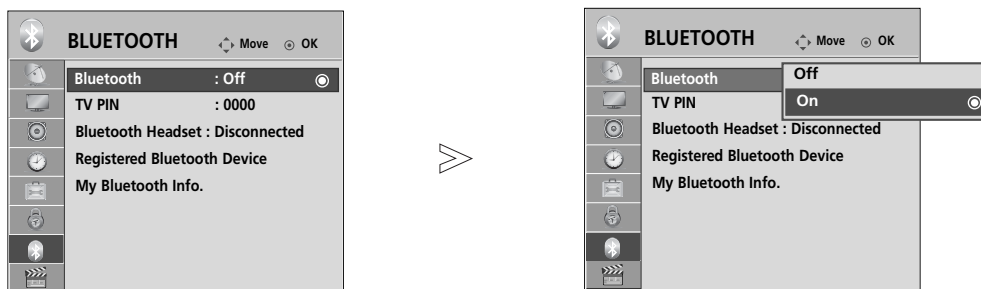 BLUETOOTH Move OK
Bluetooth : Off
TV PIN : 0000
Bluetooth Headset : Disconnected
Registered Bluetooth Device
My Bluetooth Info.
>
BLUETOOTH Move OK
Bluetooth Off
TV PIN On
Bluetooth Headset : Disconnected
Registered Bluetooth Device
My Bluetooth Info.